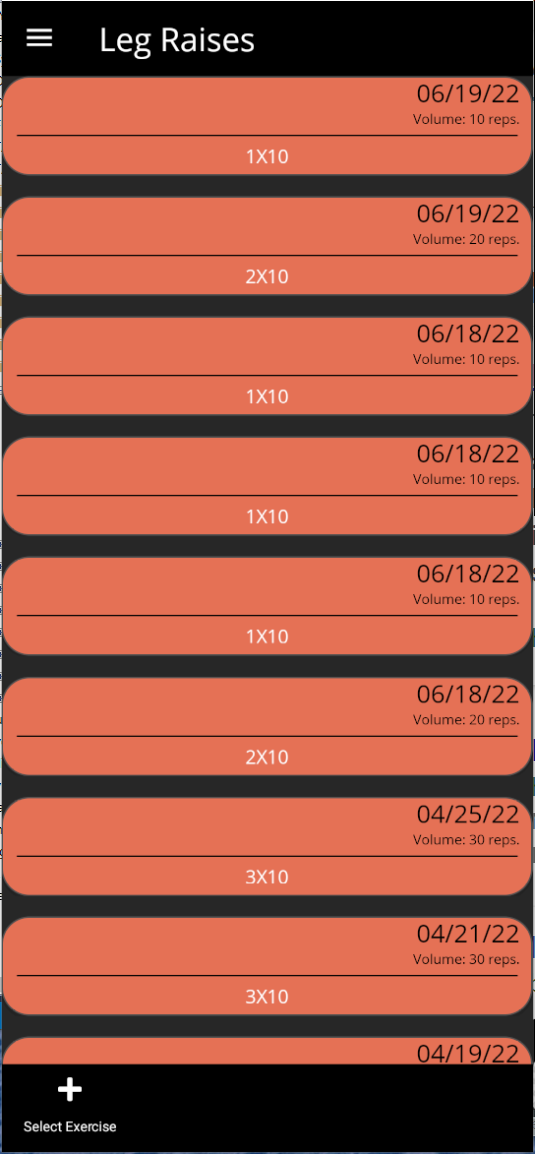 Leg Raises
06/19/22
Volume: 10 reps.
1X10
06/19/22
Volume: 20 reps.
2X10
06/18/22
Volume: 10 reps.
1X10
06/18/22
Volume: 10 reps.
1X10
06/18/22
Volume: 10 reps.
1X10
06/18/22
Volume: 20 reps.
2X10
04/25/22
Volume: 30 reps.
3X10
04/21/22
Volume: 30 reps.
3X10
04/19/22
Select Exercise